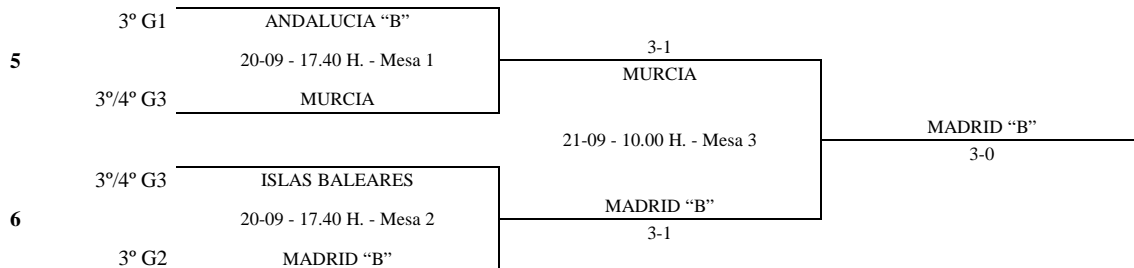 3º G1
ANDALUCIA “B”
5
20-09 - 17.40 H. - Mesa 1
3-1
MURCIA
3º/4º G3
MURCIA
21-09 - 10.00 H. - Mesa 3
MADRID “B”
3-0
3º/4º G3
ISLAS BALEARES
6
20-09 - 17.40 H. - Mesa 2
MADRID “B”
3-1
3º G2
MADRID “B”